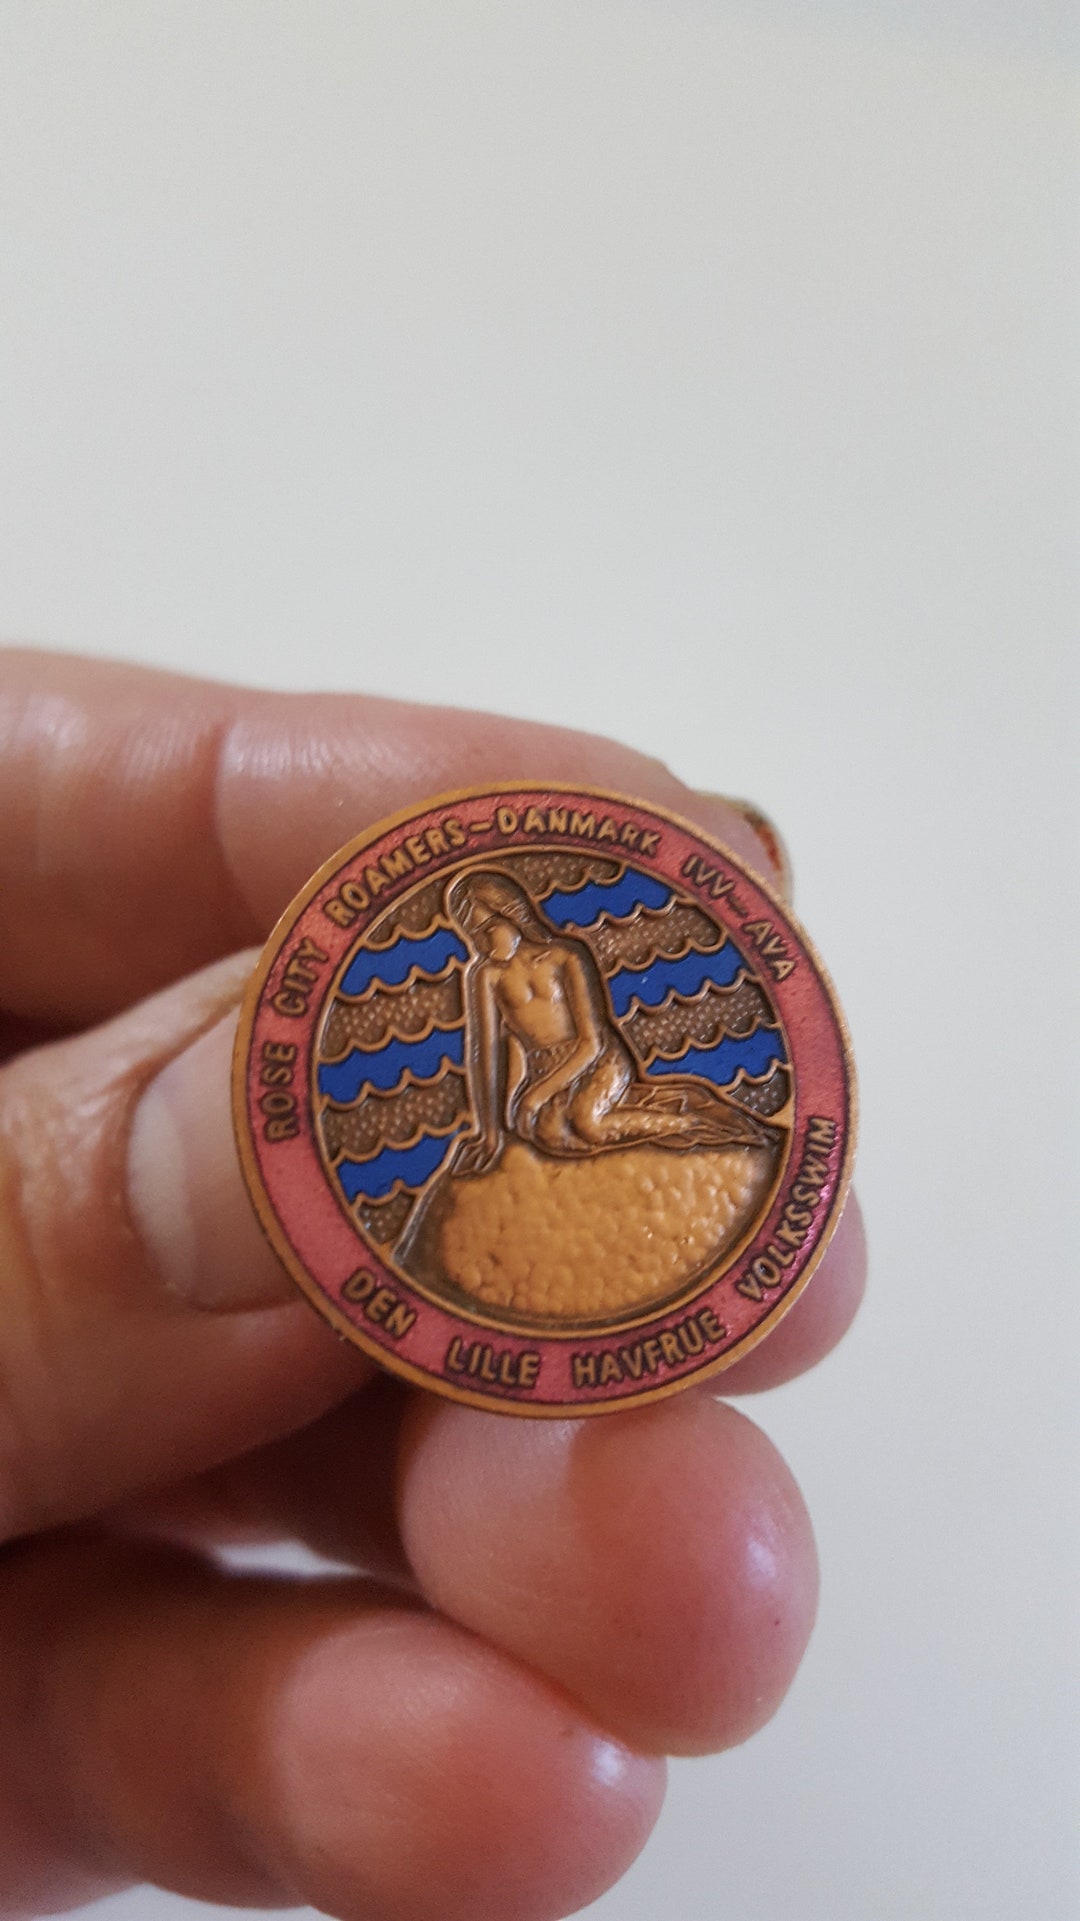 ROSE CITY ROAMERS-DANMARK IVV-AVA
DEN LILLE HAVFRUE VOLKSSWIM